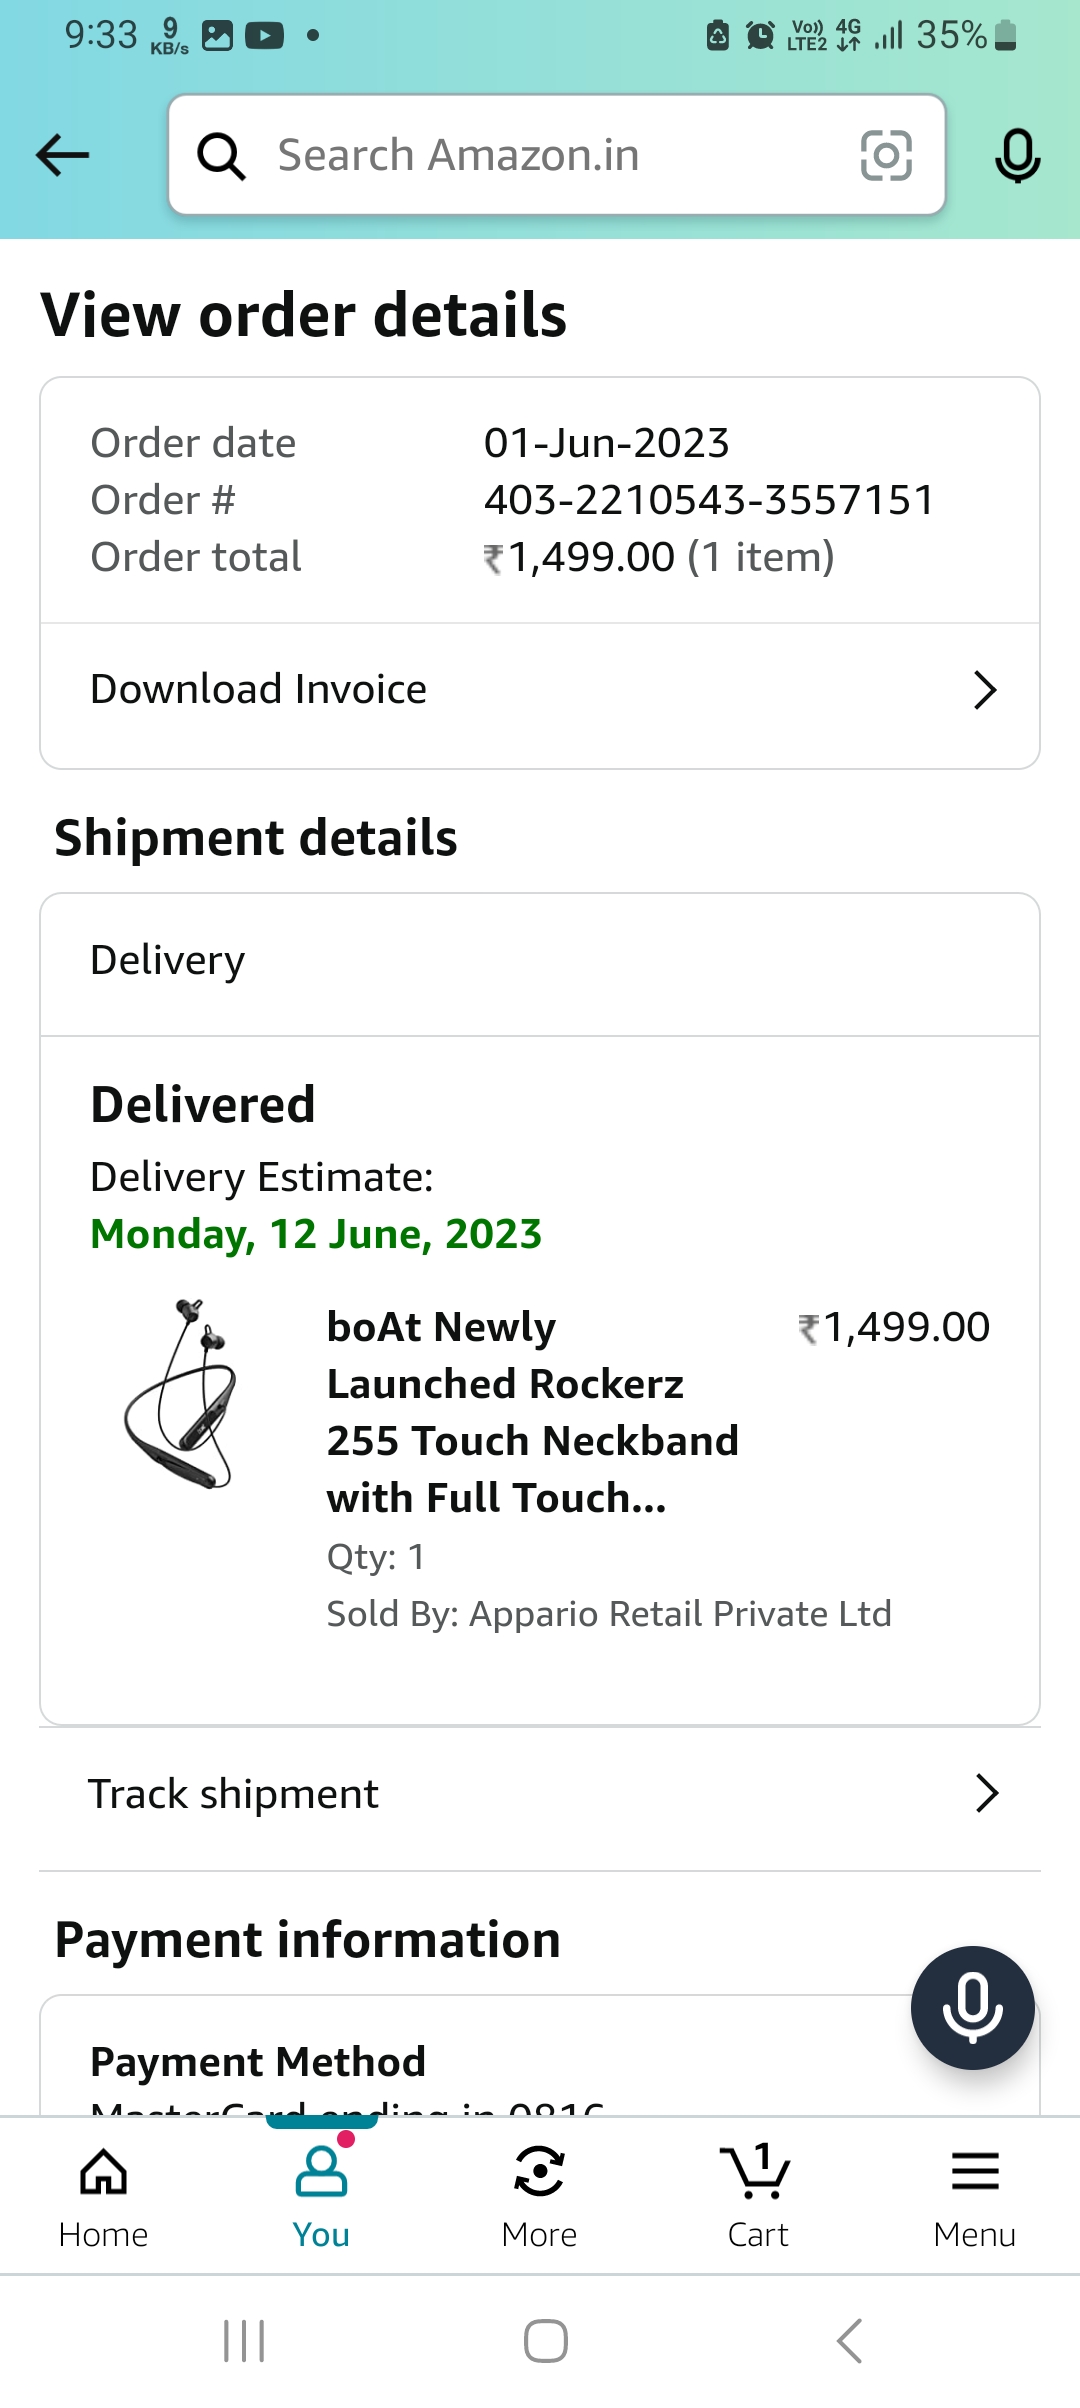 9:33 9 KB/s Vo)) LTE2 4G 35%
Search Amazon.in
View order details
Order date 01-Jun-2023
Order # 403-2210543-3557151
Order total ₹1,499.00 (1 item)
Download Invoice
Shipment details
Delivery
Delivered
Delivery Estimate:
Monday, 12 June, 2023
boAt Newly ₹1,499.00
Launched Rockerz
255 Touch Neckband
with Full Touch...
Qty: 1
Sold By: Appario Retail Private Ltd
Track shipment
Payment information
Payment Method
MasterCard ending in
1
Home You More Cart Menu